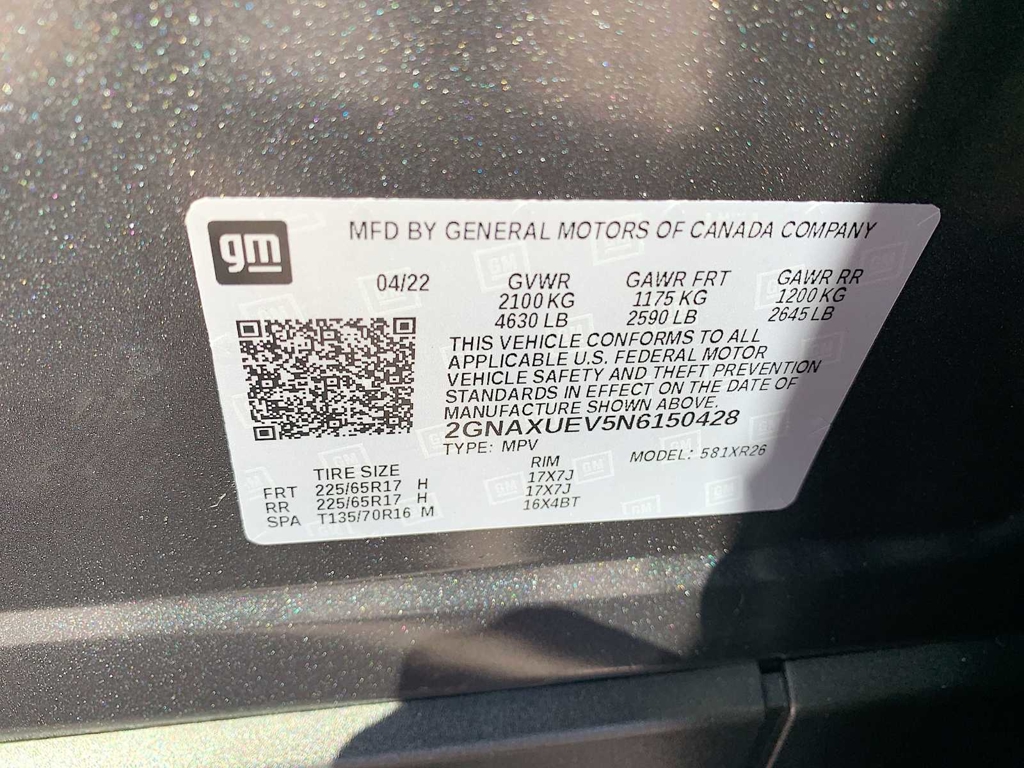 gm
MFD BY GENERAL MOTORS OF CANADA COMPANY
04/22 GVWR GAWR FRT GAWR RR
2100 KG 1175 KG 1200 KG
4630 LB 2590 LB 2645 LB
THIS VEHICLE CONFORMS TO ALL
APPLICABLE U.S. FEDERAL MOTOR
VEHICLE SAFETY AND THEFT PREVENTION
STANDARDS IN EFFECT ON THE DATE OF
MANUFACTURE SHOWN ABOVE.
2GNAXUEV5N6150428
TYPE: MPV MODEL: 581XR26
TIRE SIZE RIM
FRT 225/65R17 H 17X7J
RR 225/65R17 H 17X7J
SPA T135/70R16 M 16X4BT